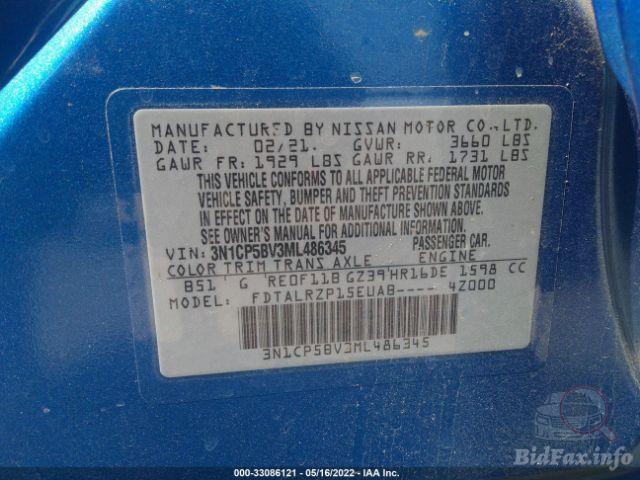 MANUFACTURED BY NISSAN MOTOR CO.,LTD.
DATE: 02/21. GVWR: 3660 LBS
GAWR FR: 1929 LBS GAWR RR: 1731 LBS
THIS VEHICLE CONFORMS TO ALL APPLICABLE FEDERAL MOTOR
VEHICLE SAFETY, BUMPER AND THEFT PREVENTION STANDARDS
IN EFFECT ON THE DATE OF MANUFACTURE SHOWN ABOVE.
SEE OWNER'S MANUAL FOR ADDITIONAL INFORMATION.
VIN: 3N1CP5BV3ML486345 PASSENGER CAR.
COLOR TRIM TRANS AXLE ENGINE
B51 G RE0F11B GZ39 HR16DE 1598 CC
FDTALRZP15EUAB---- 4Z000
3N1CP5BV3ML486345
BidFax.info
000-33086121 - 05/16/2022 - IAA Inc.